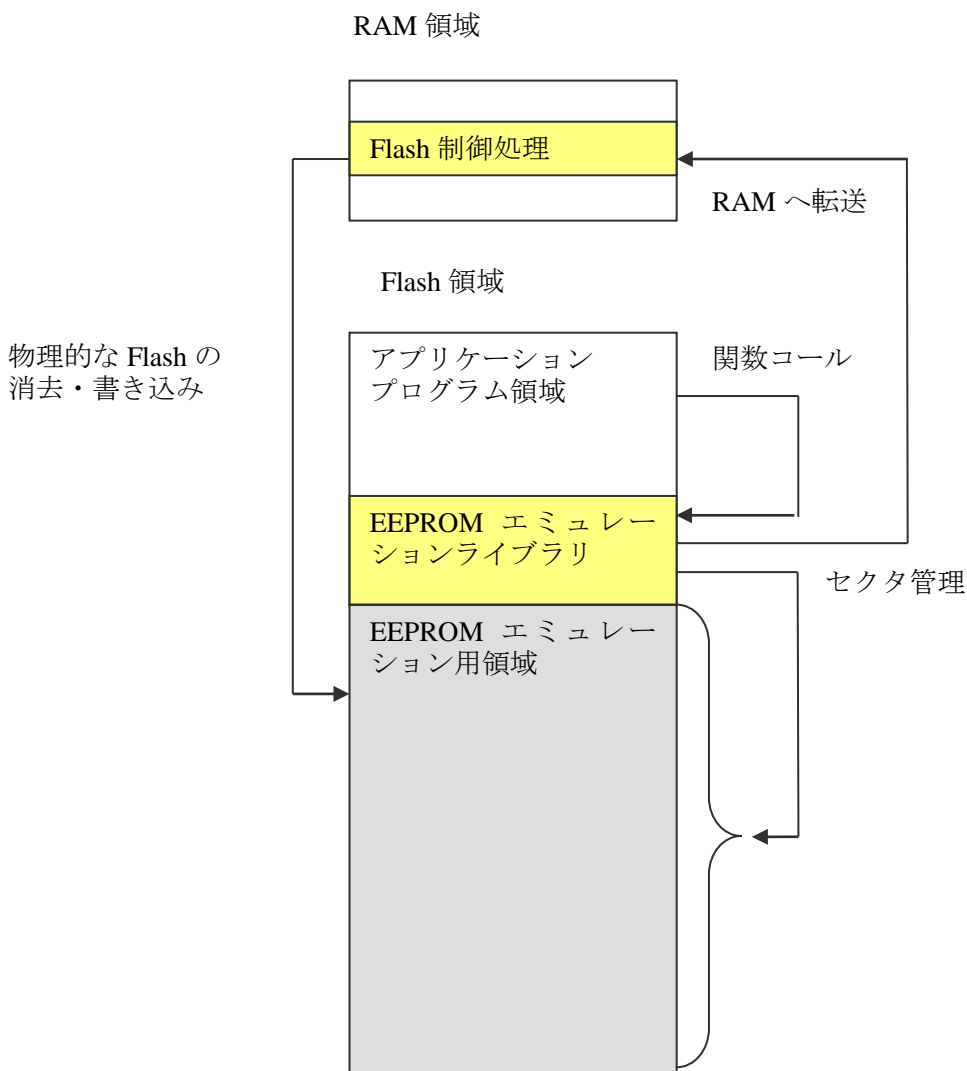 RAM 領域
Flash 制御処理
RAM へ転送
Flash 領域
物理的な Flash の
消去・書き込み
アプリケーション
プログラム領域
関数コール
EEPROM エミュレー
ションライブラリ
セクタ管理
EEPROM エミュレー
ション用領域